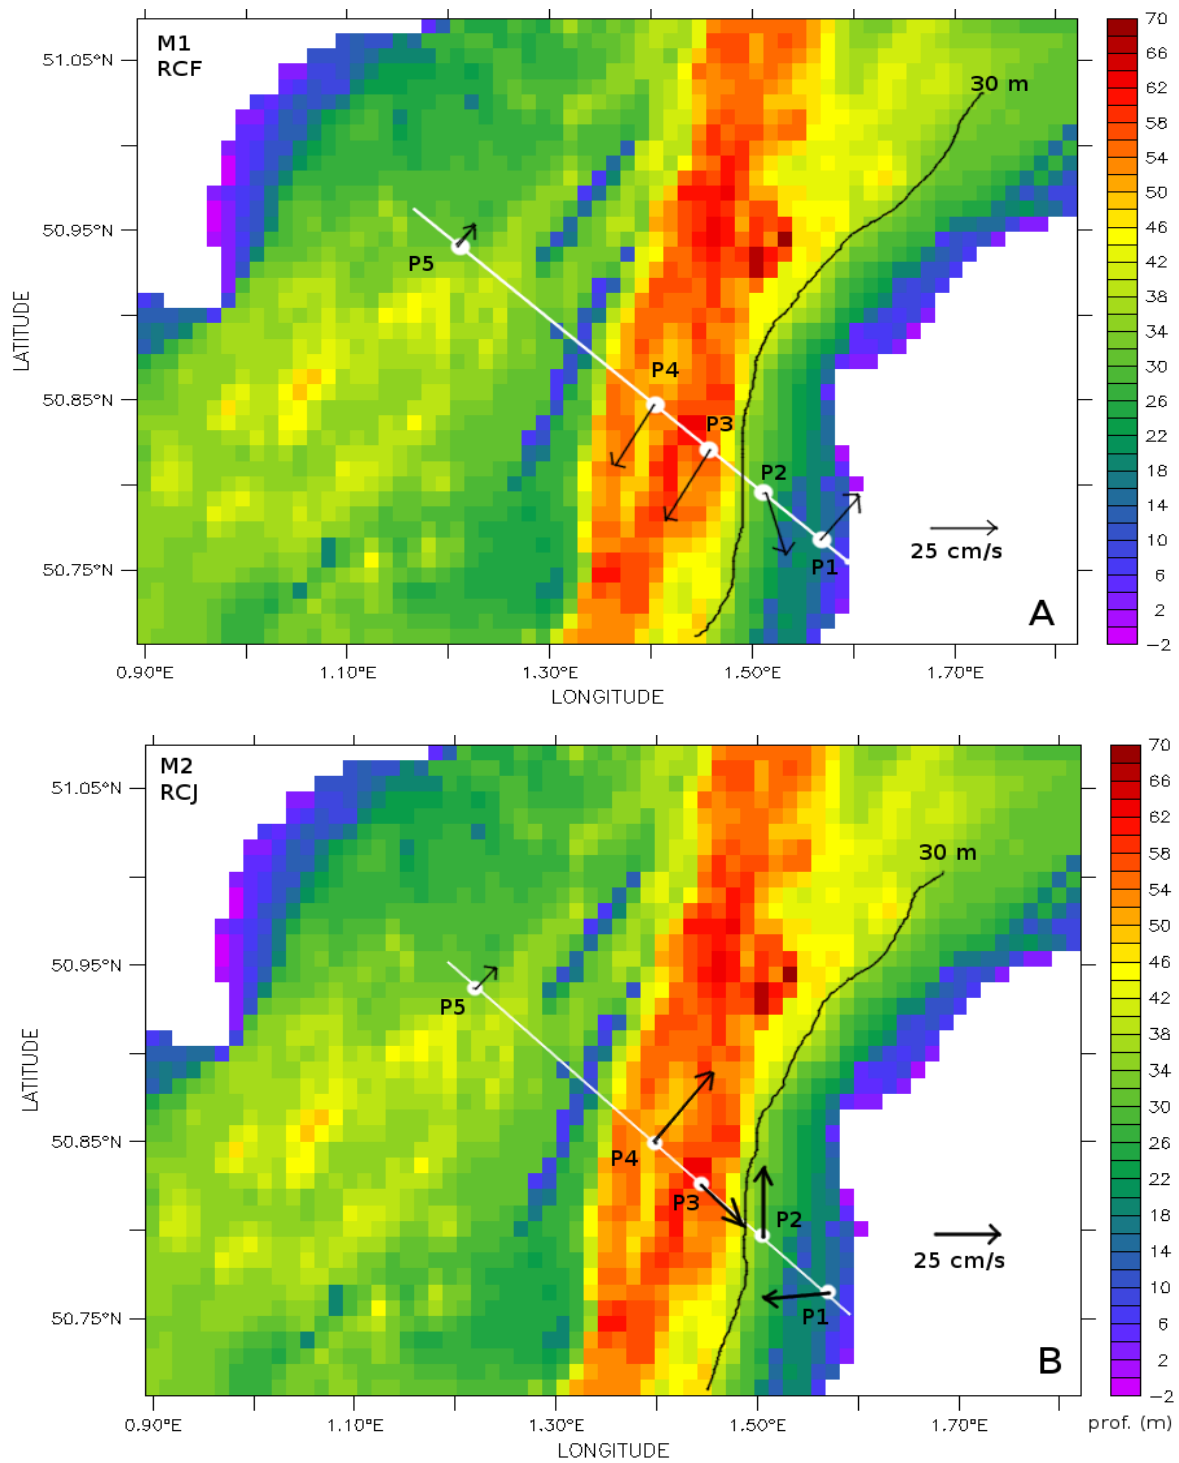 M1
RCF
30 m
P5
P4
P3
P2
P1
25 cm/s
A
51.05°N
50.95°N
50.85°N
50.75°N
LATITUDE
0.90°E 1.10°E 1.30°E 1.50°E 1.70°E
LONGITUDE
70
66
62
58
54
50
46
42
38
34
30
26
22
18
14
10
6
2
−2
M2
RCJ
30 m
P5
P4
P3
P2
P1
25 cm/s
B
51.05°N
50.95°N
50.85°N
50.75°N
LATITUDE
0.90°E 1.10°E 1.30°E 1.50°E 1.70°E
LONGITUDE
70
66
62
58
54
50
46
42
38
34
30
26
22
18
14
10
6
2
−2
prof. (m)